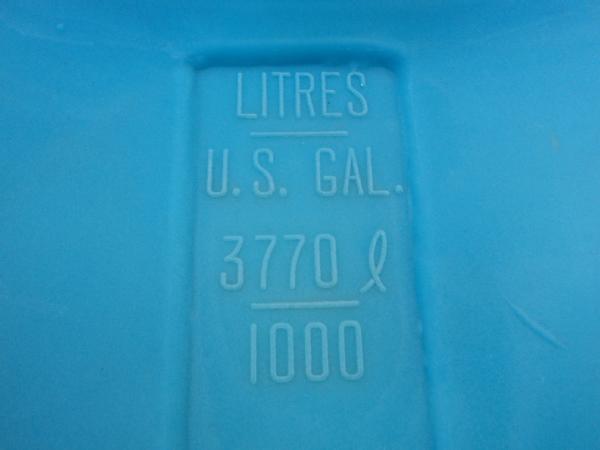 LITRES
U.S. GAL.
3770 ℓ
1000